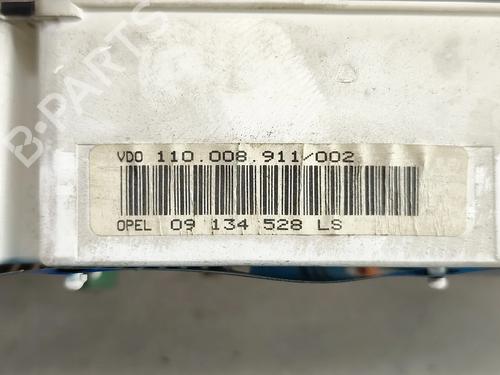 B-PARTS
VDO 110.008.911/002
OPEL 09 134 528 LS